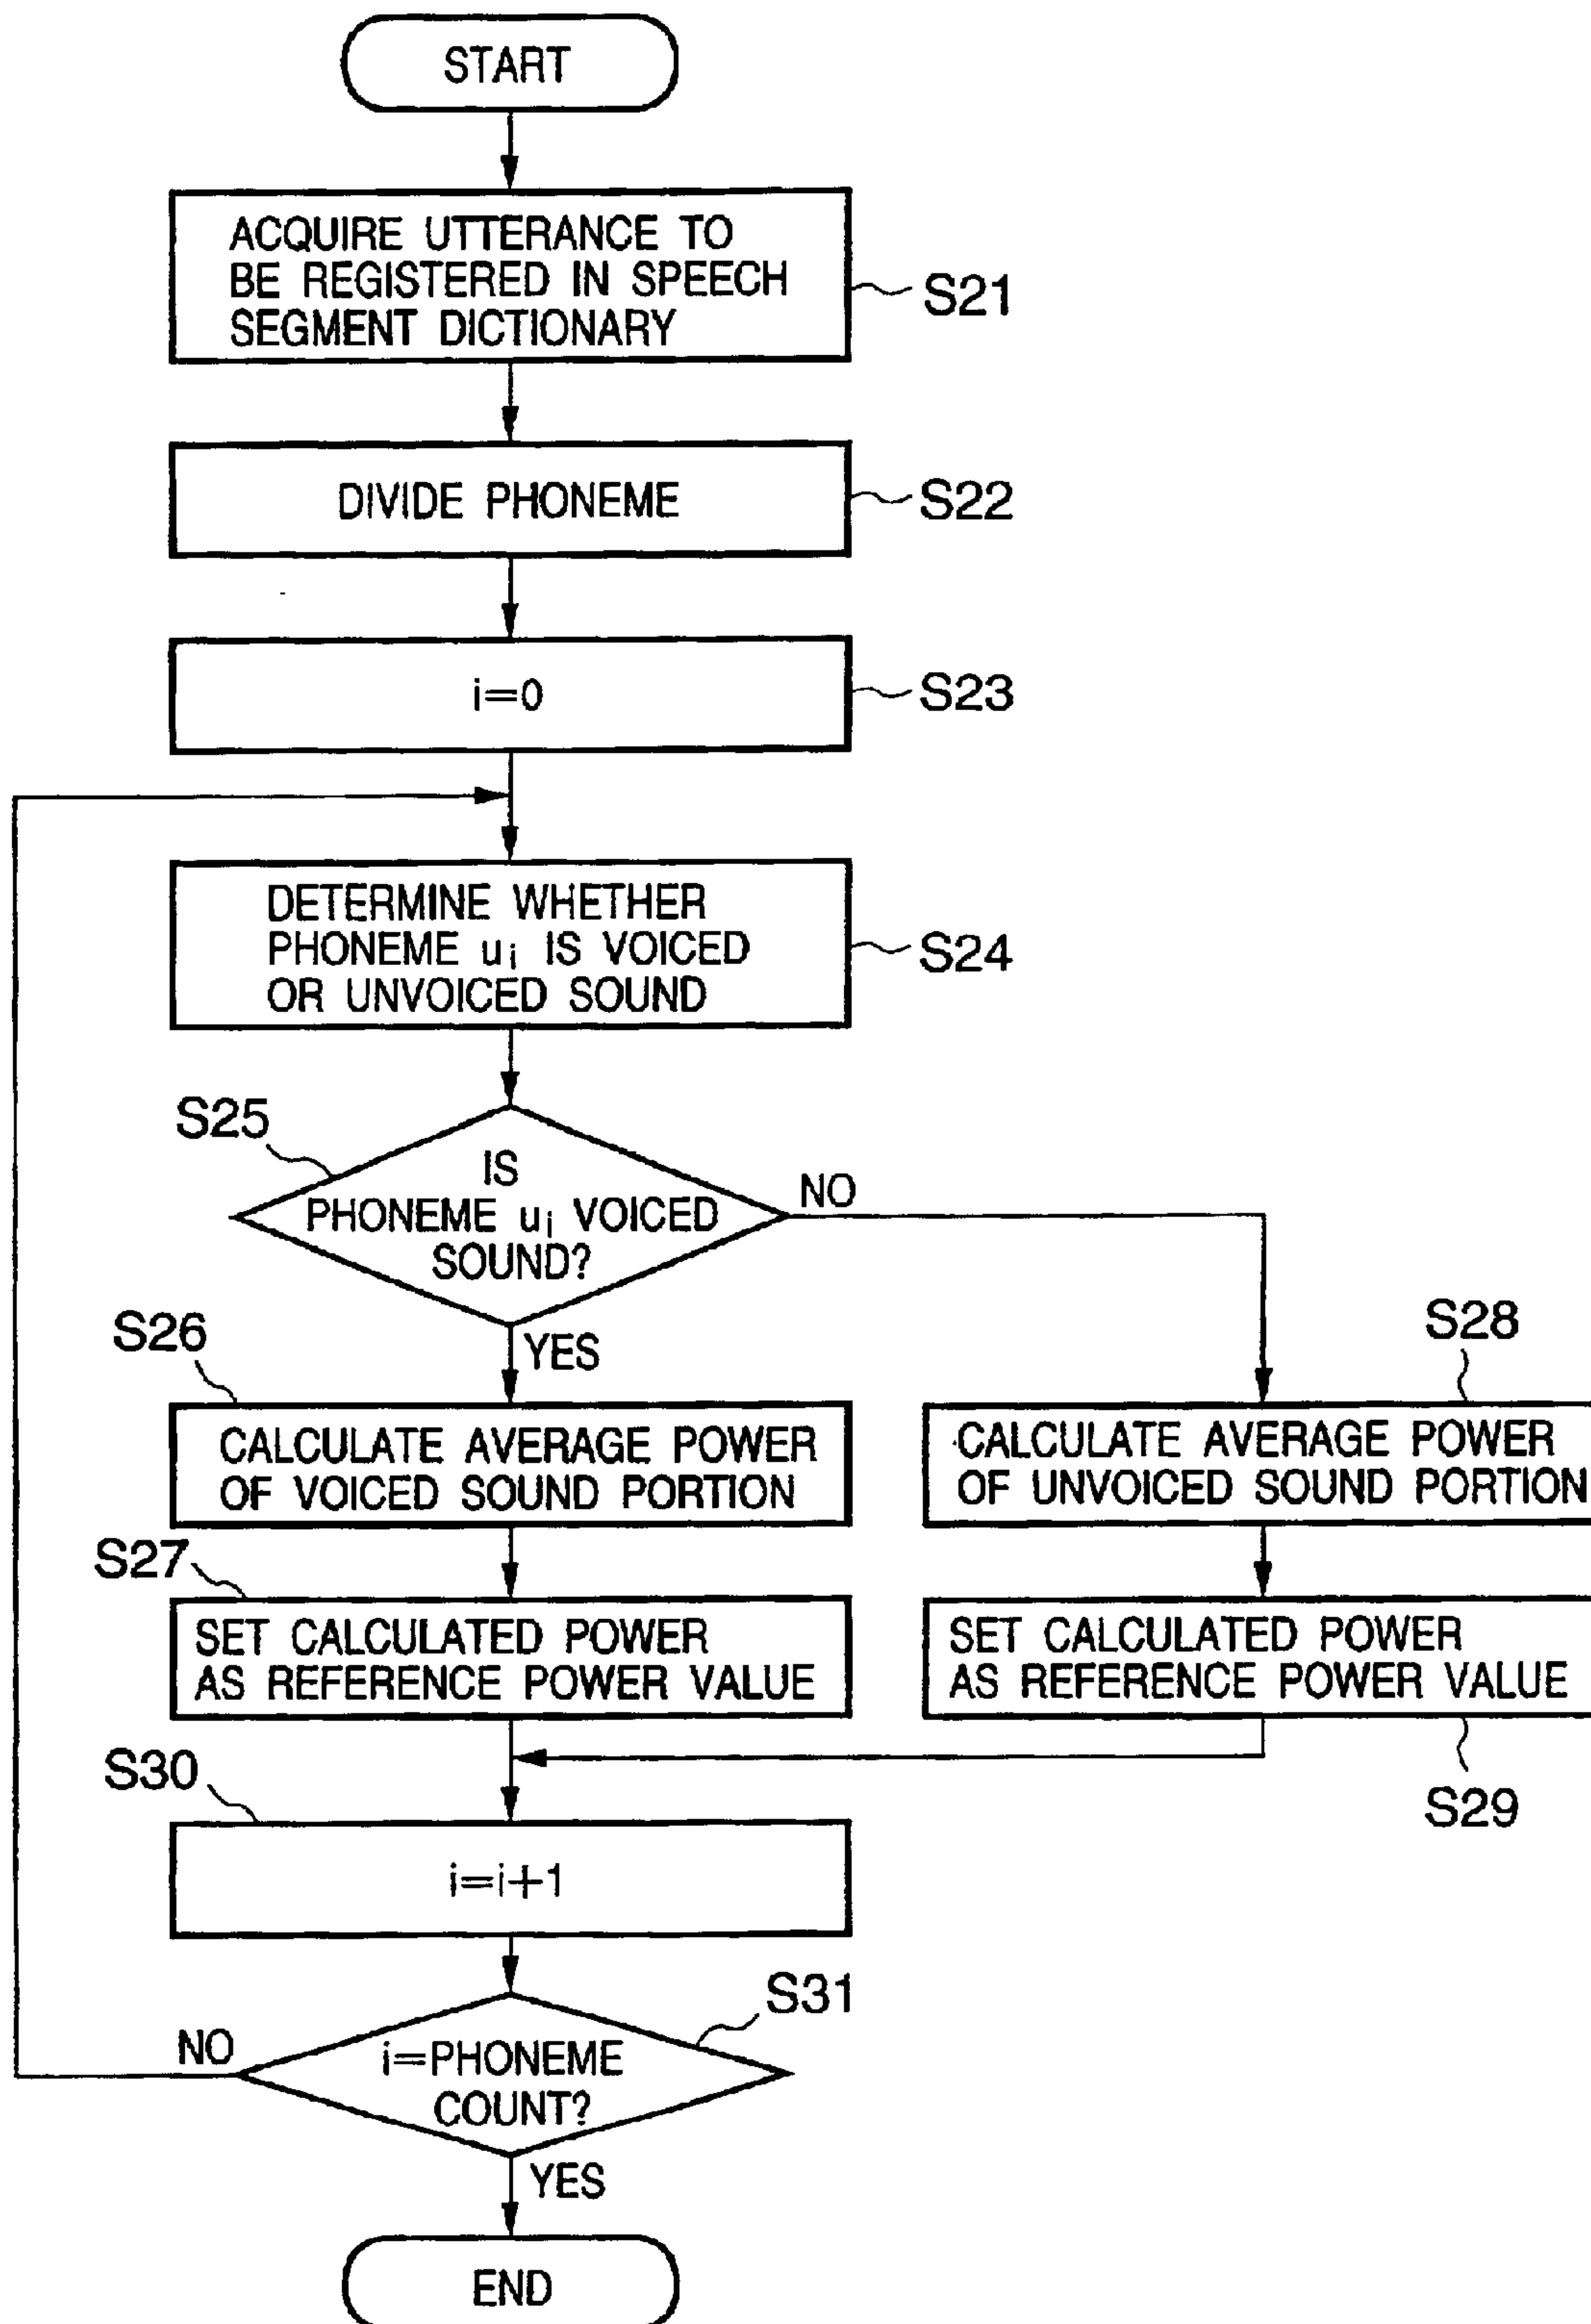 START
ACQUIRE UTTERANCE TO
BE REGISTERED IN SPEECH
SEGMENT DICTIONARY
S21
DIVIDE PHONEME
S22
i=0
S23
DETERMINE WHETHER
PHONEME ui IS VOICED
OR UNVOICED SOUND
S24
S25
IS
PHONEME ui VOICED
SOUND?
NO
YES
S26
CALCULATE AVERAGE POWER
OF VOICED SOUND PORTION
S28
CALCULATE AVERAGE POWER
OF UNVOICED SOUND PORTION
S27
SET CALCULATED POWER
AS REFERENCE POWER VALUE
SET CALCULATED POWER
AS REFERENCE POWER VALUE
S29
S30
i=i+1
S31
i=PHONEME
COUNT?
NO
YES
END